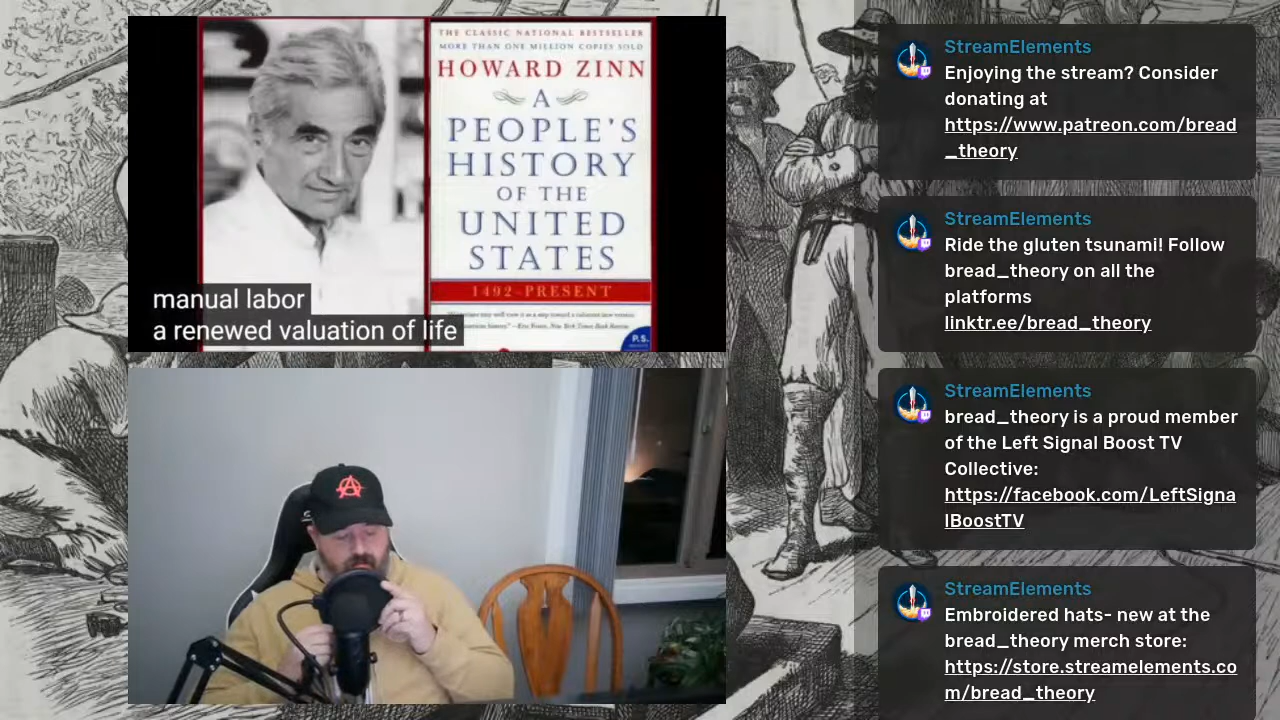 THE CLASSIC NATIONAL BESTSELLER
MORE THAN ONE MILLION COPIES SOLD
HOWARD ZINN
A
PEOPLE'S
HISTORY
OF THE
UNITED
STATES
1492-PRESENT
P.S.
manual labor
a renewed valuation of life
StreamElements
Enjoying the stream? Consider
donating at
https://www.patreon.com/bread
_theory
StreamElements
Ride the gluten tsunami! Follow
bread_theory on all the
platforms
StreamElements
bread_theory is a proud member
of the Left Signal Boost TV
Collective:
https://facebook.com/LeftSigna
lBoostTV
StreamElements
Embroidered hats- new at the
bread_theory merch store:
https://store.streamelements.co
m/bread_theory